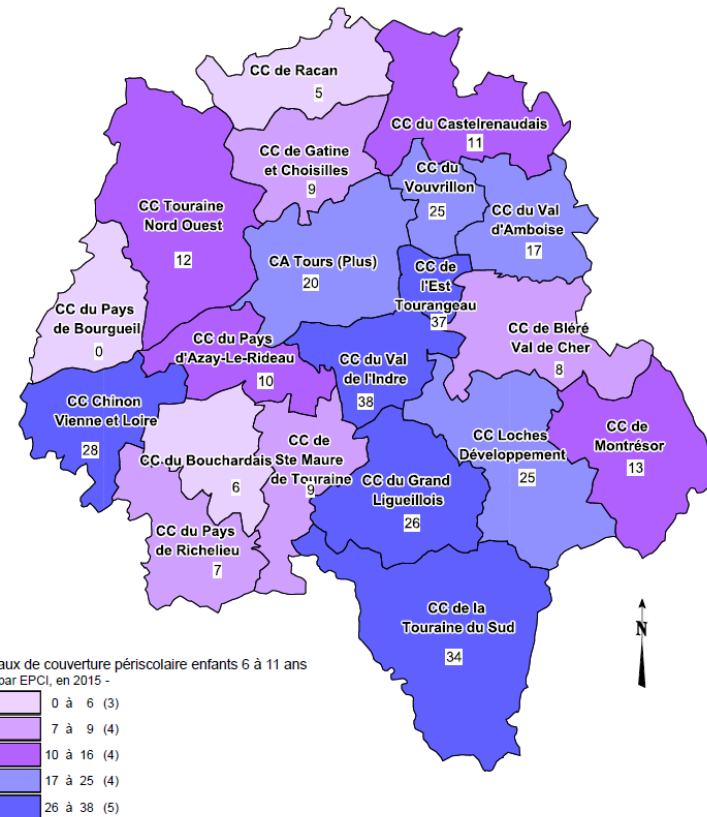 CC de Racan
5
CC du Castelrenaudais
11
CC de Gatine
et Choisilles
9
CC du
Vouvrillon
25
CC Touraine
Nord Ouest
12
CC du Val
d'Amboise
17
CA Tours (Plus)
20
CC de
l'Est
Tourangeau
37
CC du Pays
de Bourgueil
0
CC de Bléré
Val de Cher
8
CC du Pays
d'Azay-Le-Rideau
10
CC du Val
de l'Indre
38
CC Chinon
Vienne et Loire
28
CC de
Montrésor
13
CC Loches
Développement
25
CC de
Ste Maure
de Touraine
9
CC du Bouchardais
6
CC du Grand
Ligueillois
26
CC du Pays
de Richelieu
7
CC de la
Touraine du Sud
34
N
aux de couverture périscolaire enfants 6 à 11 ans
par EPCI, en 2015 -
0 à 6 (3)
7 à 9 (4)
10 à 16 (4)
17 à 25 (4)
26 à 38 (5)